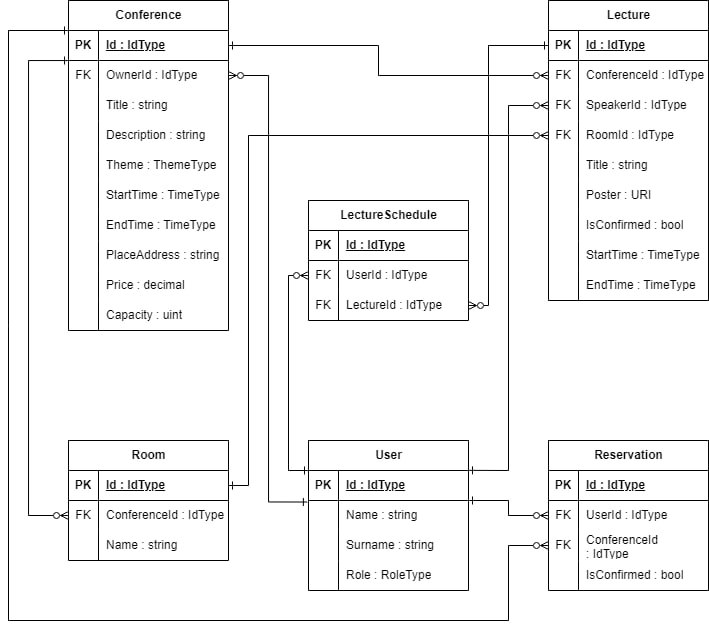 Conference
PK Id : IdType
FK OwnerId : IdType
Title : string
Description : string
Theme : ThemeType
StartTime : TimeType
EndTime : TimeType
PlaceAddress : string
Price : decimal
Capacity : uint
Lecture
PK Id : IdType
FK ConferenceId : IdType
FK SpeakerId : IdType
FK RoomId : IdType
Title : string
Poster : URI
IsConfirmed : bool
StartTime : TimeType
EndTime : TimeType
LectureSchedule
PK Id : IdType
FK UserId : IdType
FK LectureId : IdType
Room
PK Id : IdType
FK ConferenceId : IdType
Name : string
User
PK Id : IdType
Name : string
Surname : string
Role : RoleType
Reservation
PK Id : IdType
FK UserId : IdType
FK ConferenceId
: IdType
IsConfirmed : bool